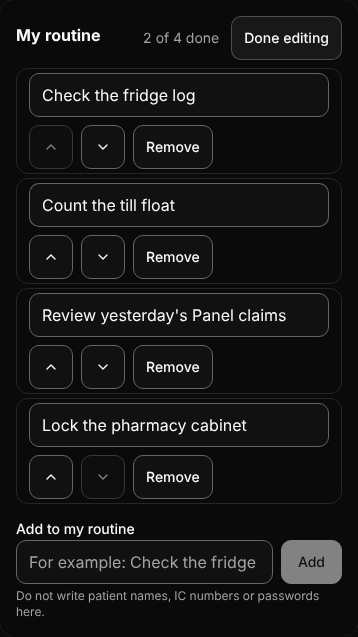 My routine
2 of 4 done
Done editing
Check the fridge log
Remove
Count the till float
Remove
Review yesterday's Panel claims
Remove
Lock the pharmacy cabinet
Remove
Add to my routine
For example: Check the fridge
Add
Do not write patient names, IC numbers or passwords
here.